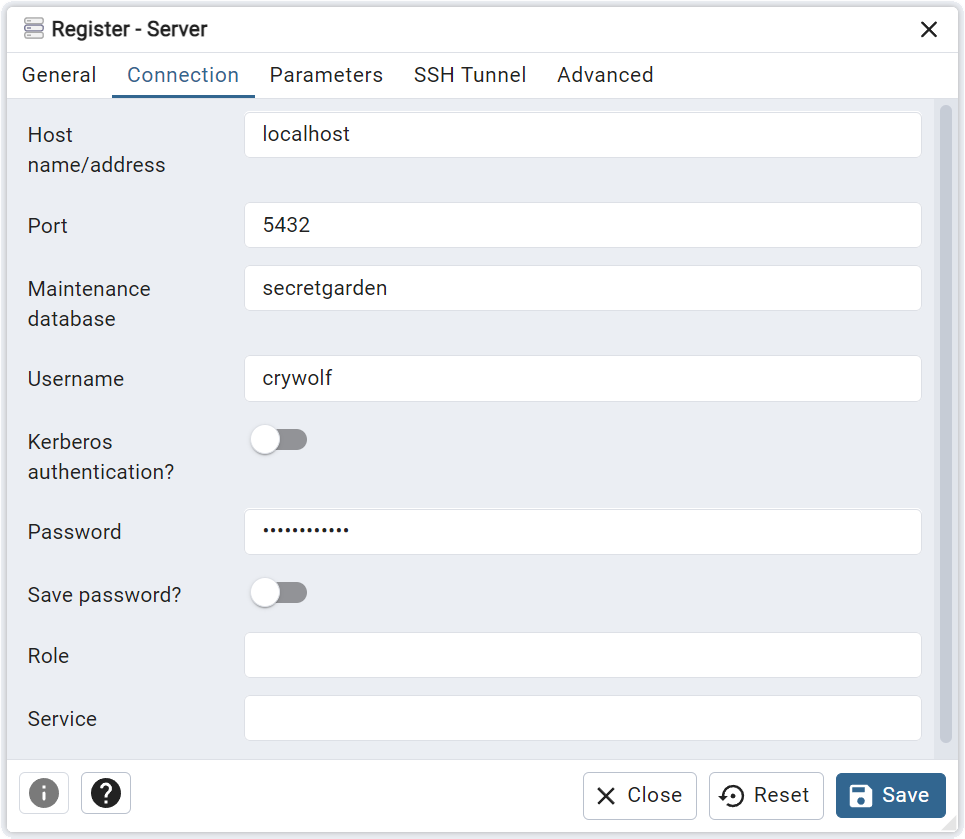 Register - Server
General Connection Parameters SSH Tunnel Advanced
Host
name/address
localhost
Port
5432
Maintenance
database
secretgarden
Username
crywolf
Kerberos
authentication?
Password
••••••••••••
Save password?
Role
Service
Close Reset Save